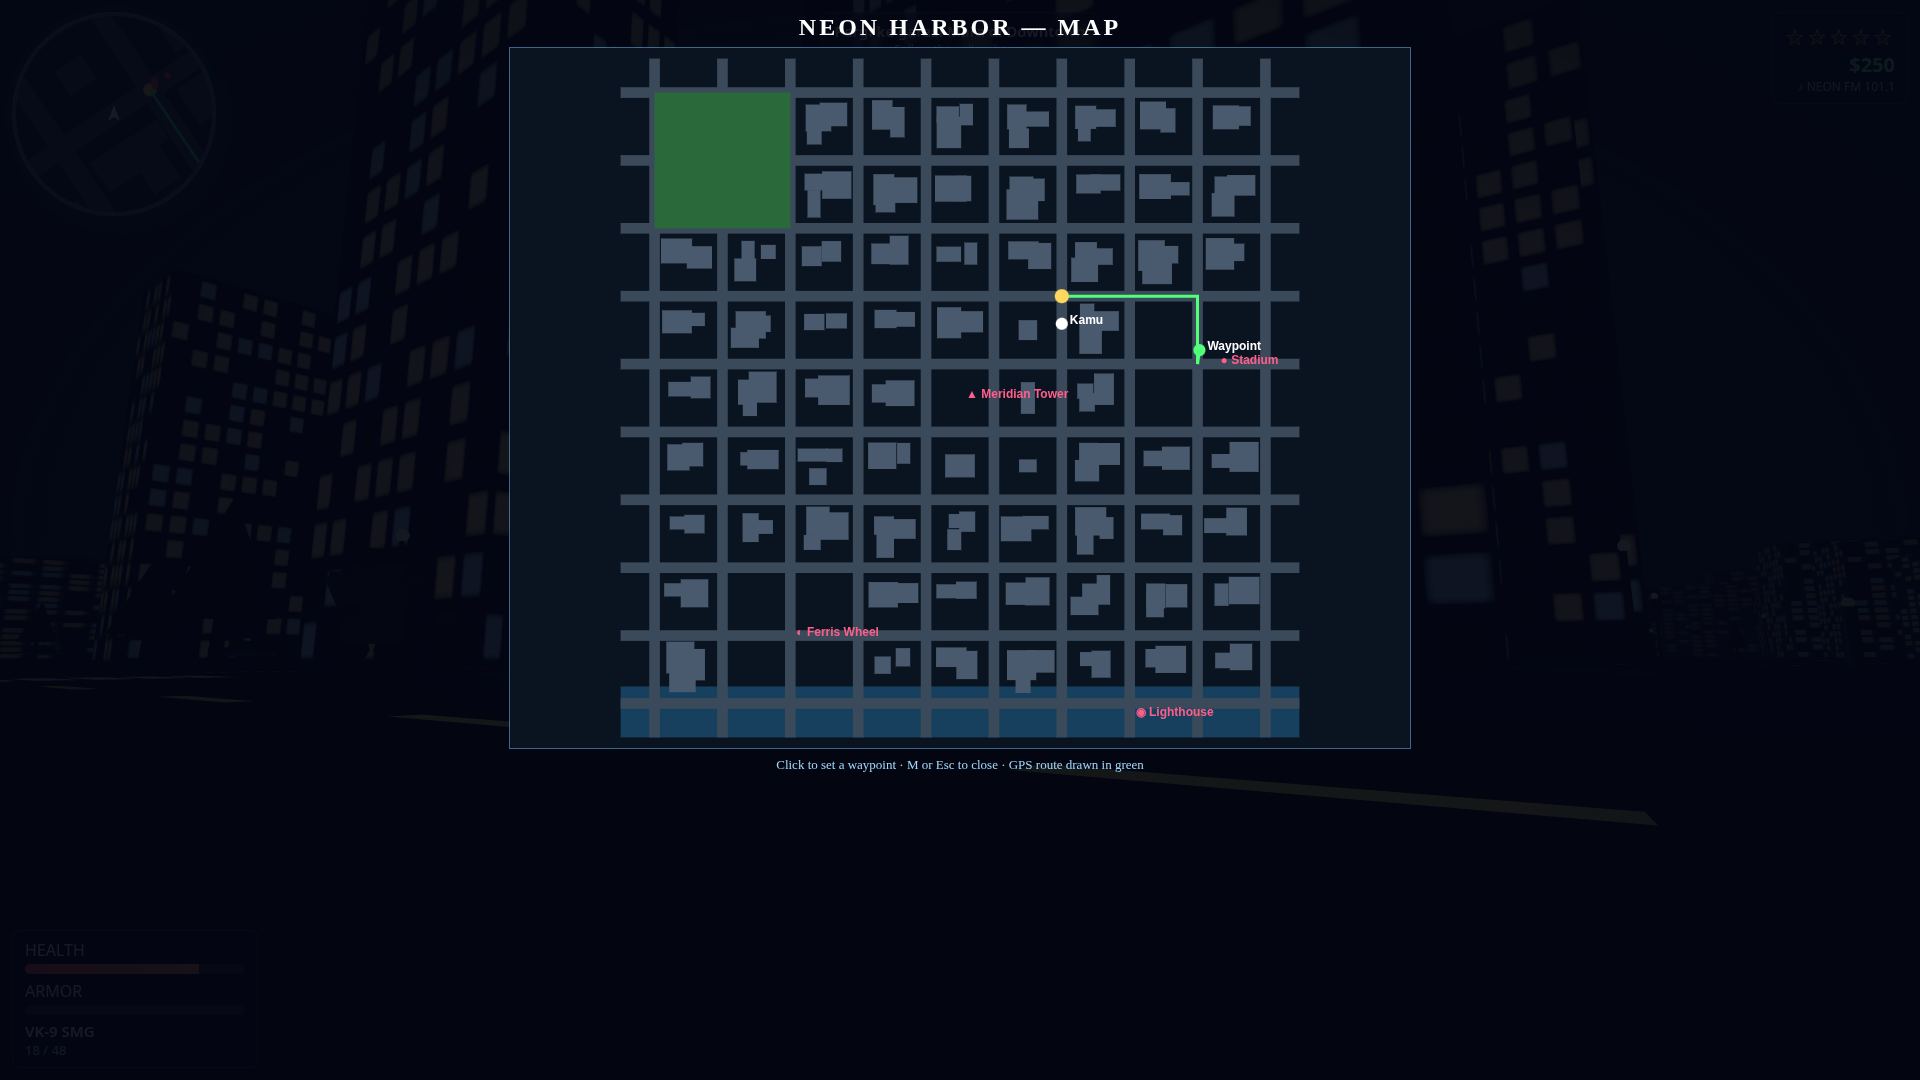 NEON HARBOR — MAP
☆☆☆☆☆
$250
♪ NEON FM 101.1
Kamu
Waypoint
● Stadium
▲ Meridian Tower
Ferris Wheel
◉ Lighthouse
Click to set a waypoint · M or Esc to close · GPS route drawn in green
HEALTH
ARMOR
VK-9 SMG
18 / 48